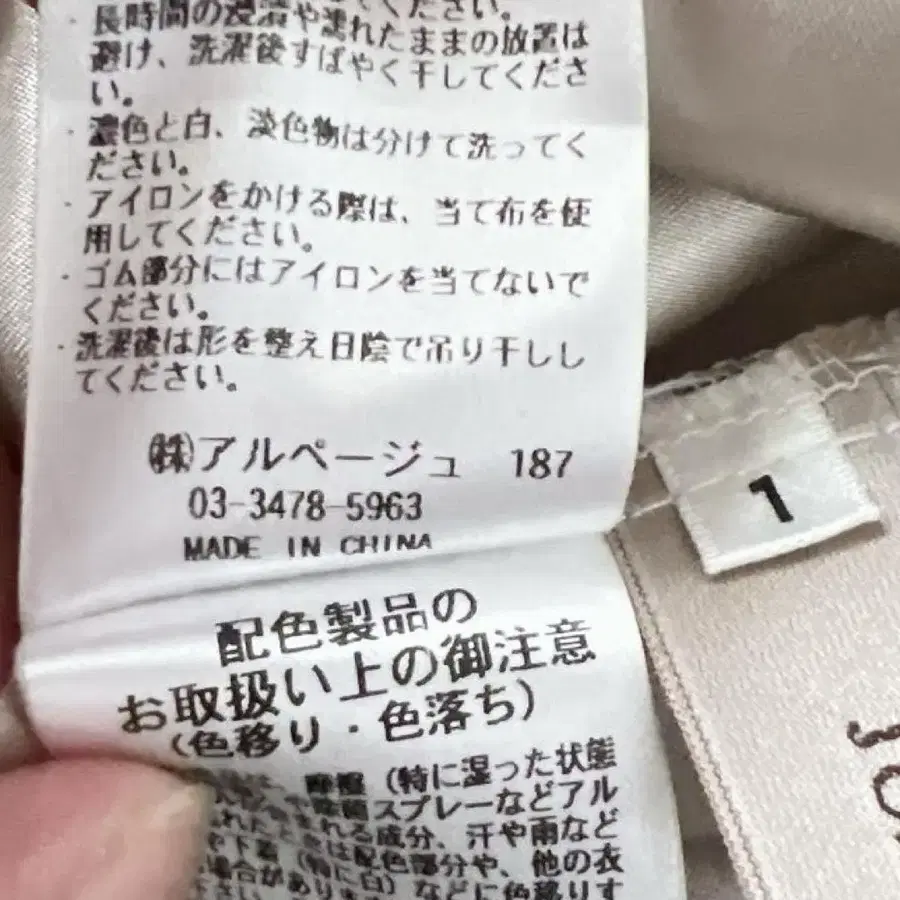 ください。
・長時間の浸漬や濡れたままの放置は
避け、洗濯後すばやく干してくださ
い。
・濃色と白、淡色物は分けて洗ってく
ださい。
・アイロンをかける際は、当て布を使
用してください。
・ゴム部分にはアイロンを当てないで
ください。
・洗濯後は形を整え日陰で吊り干しし
てください。
㈱アルページュ 187
03-3478-5963
MADE IN CHINA
配色製品の
お取扱い上の御注意
(色移り・色落ち)
摩擦(特に湿った状態
スプレーなどアル
れる成分、汗や雨など
は配色部分や、他の衣
場合があり (特に白)などに色移りす
1